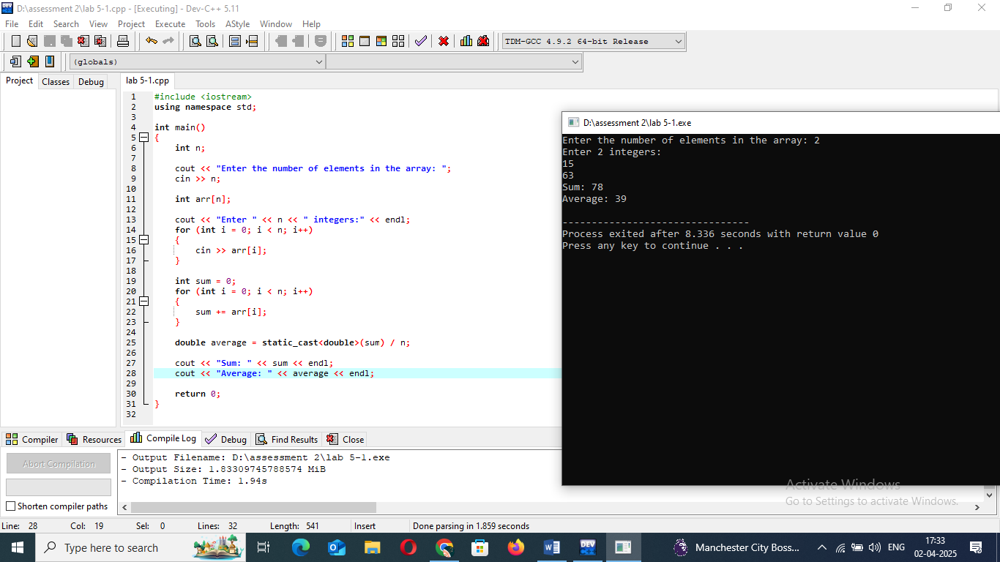 D:\assessment 2\lab 5-1.cpp - [Executing] - Dev-C++ 5.11
File Edit Search View Project Execute Tools AStyle Window Help
TDM-GCC 4.9.2 64-bit Release
(globals)
Project Classes Debug
lab 5-1.cpp
1 #include <iostream>
2 using namespace std;
3
4 int main()
5 {
6 int n;
7
8 cout << "Enter the number of elements in the array: ";
9 cin >> n;
10
11 int arr[n];
12
13 cout << "Enter " << n << " integers:" << endl;
14 for (int i = 0; i < n; i++)
15 {
16 cin >> arr[i];
17 }
18
19 int sum = 0;
20 for (int i = 0; i < n; i++)
21 {
22 sum += arr[i];
23 }
24
25 double average = static_cast<double>(sum) / n;
26
27 cout << "Sum: " << sum << endl;
28 cout << "Average: " << average << endl;
29
30 return 0;
31 }
32
D:\assessment 2\lab 5-1.exe
Enter the number of elements in the array: 2
Enter 2 integers:
15
63
Sum: 78
Average: 39
--------------------------------
Process exited after 8.336 seconds with return value 0
Press any key to continue . . .
Compiler Resources Compile Log Debug Find Results Close
Abort Compilation
Shorten compiler paths
- Output Filename: D:\assessment 2\lab 5-1.exe
- Output Size: 1.83309745788574 MiB
- Compilation Time: 1.94s
Activate Windows
Go to Settings to activate Windows.
Line: 28 Col: 19 Sel: 0 Lines: 32 Length: 541 Insert Done parsing in 1.859 seconds
Type here to search
DEV
Manchester City Boss...
ENG
17:33
02-04-2025